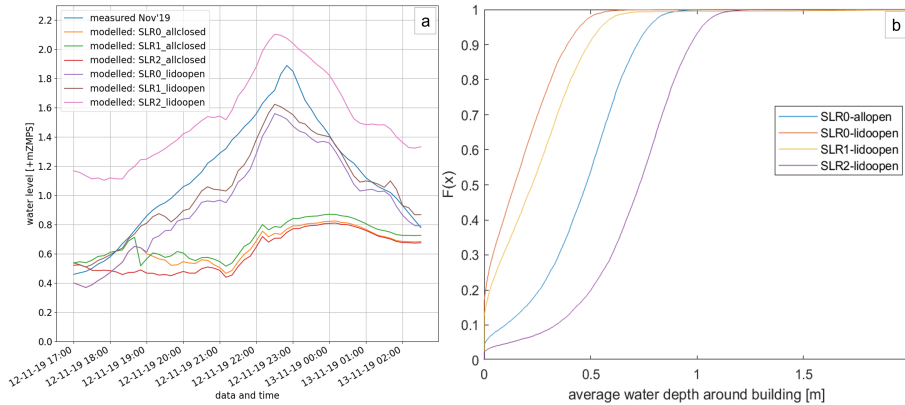 a
measured Nov'19
modelled: SLR0_allclosed
modelled: SLR1_allclosed
modelled: SLR2_allclosed
modelled: SLR0_lidoopen
modelled: SLR1_lidoopen
modelled: SLR2_lidoopen
water level [+mZMPS]
2.2
2.0
1.8
1.6
1.4
1.2
1.0
0.8
0.6
0.4
0.2
0.0
12-11-19 17:00
12-11-19 18:00
12-11-19 19:00
12-11-19 20:00
12-11-19 21:00
12-11-19 22:00
12-11-19 23:00
13-11-19 00:00
13-11-19 01:00
13-11-19 02:00
data and time
b
F(x)
1
0.9
0.8
0.7
0.6
0.5
0.4
0.3
0.2
0.1
0
SLR0-allopen
SLR0-lidoopen
SLR1-lidoopen
SLR2-lidoopen
0
0.5
1
1.5
average water depth around building [m]